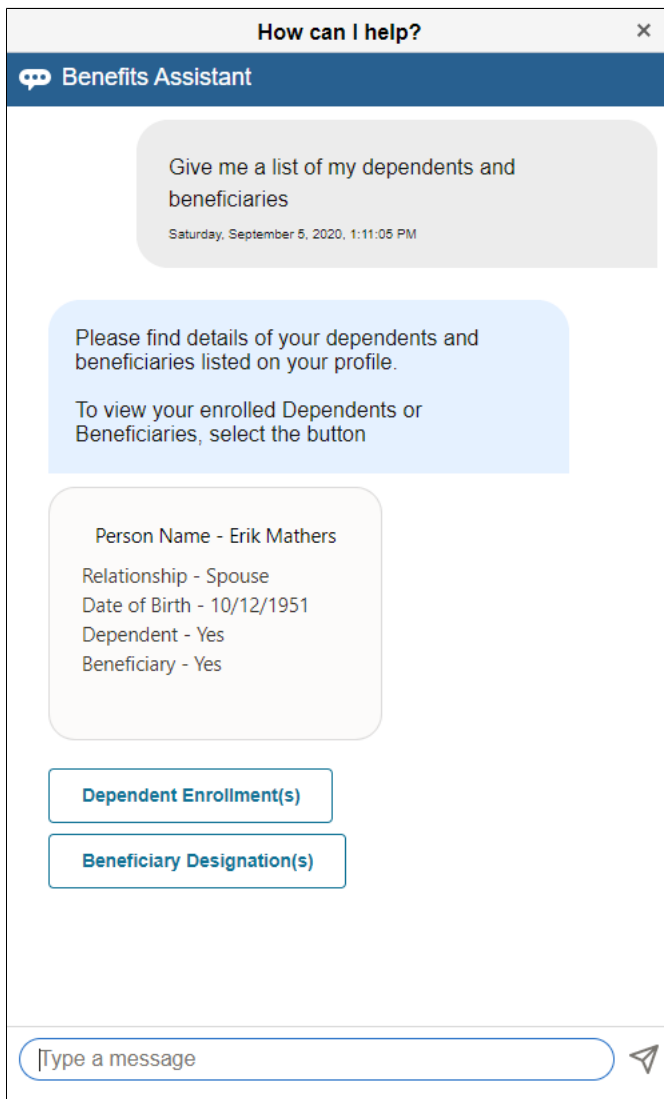 How can I help?
Benefits Assistant
Give me a list of my dependents and
beneficiaries
Saturday, September 5, 2020, 1:11:05 PM
Please find details of your dependents and
beneficiaries listed on your profile.
To view your enrolled Dependents or
Beneficiaries, select the button
Person Name - Erik Mathers
Relationship - Spouse
Date of Birth - 10/12/1951
Dependent - Yes
Beneficiary - Yes
Dependent Enrollment(s)
Beneficiary Designation(s)
Type a message